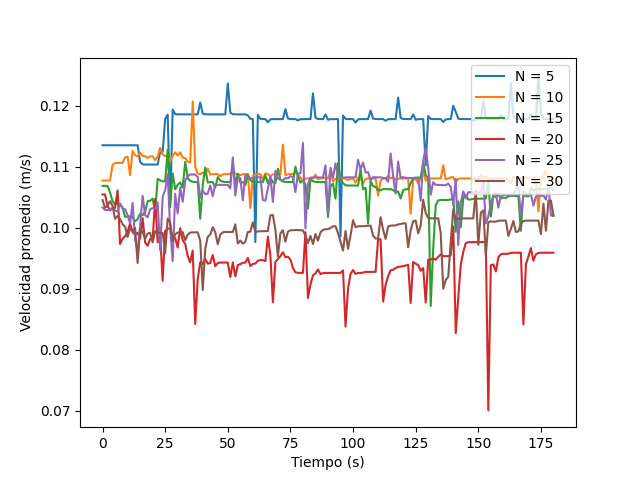 N = 5
N = 10
N = 15
N = 20
N = 25
N = 30
0.12
0.11
0.10
0.09
0.08
0.07
Velocidad promedio (m/s)
0 25 50 75 100 125 150 175
Tiempo (s)